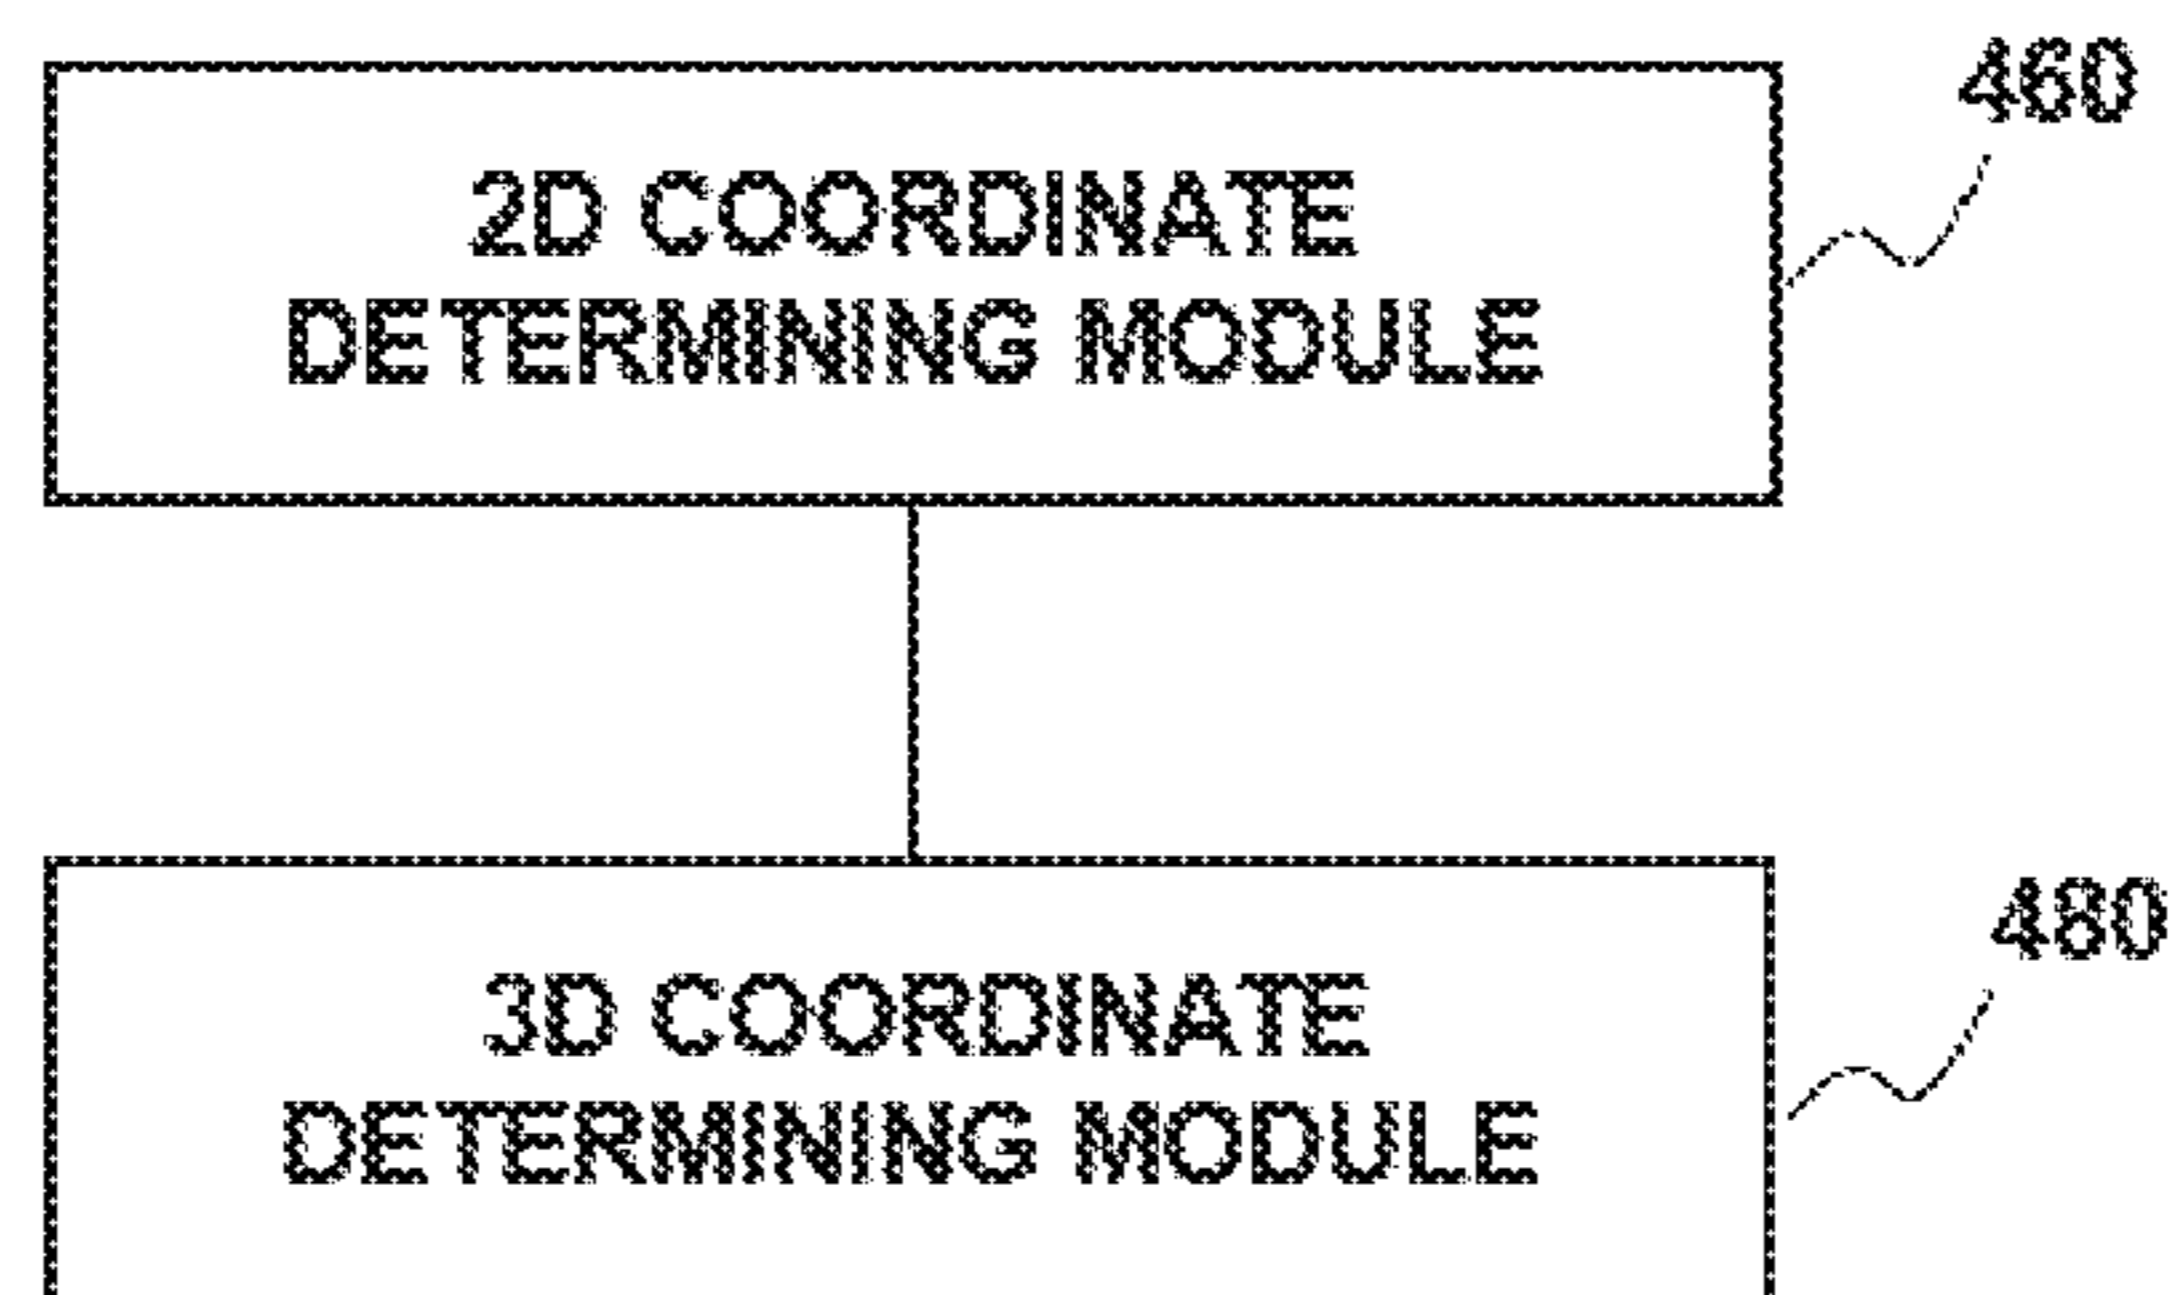 460
2D COORDINATE
DETERMINING MODULE
480
3D COORDINATE
DETERMINING MODULE